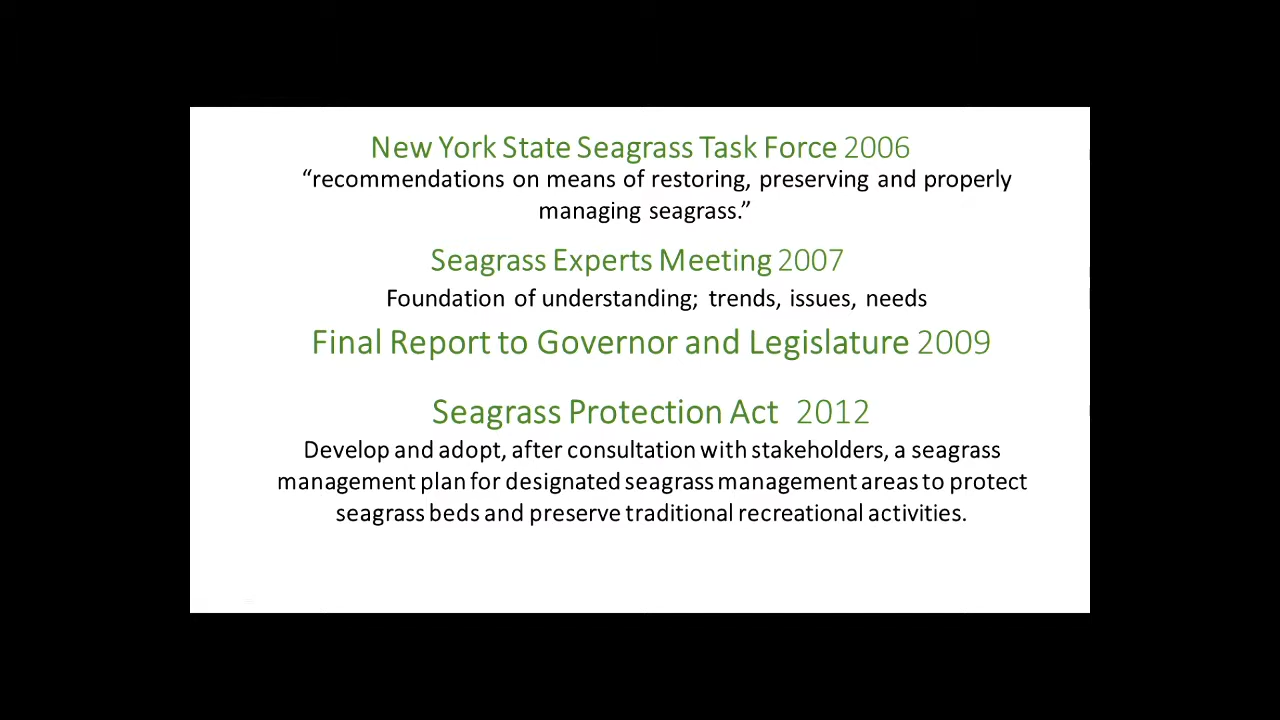 New York State Seagrass Task Force 2006
“recommendations on means of restoring, preserving and properly
managing seagrass.”
Seagrass Experts Meeting 2007
Foundation of understanding; trends, issues, needs
Final Report to Governor and Legislature 2009
Seagrass Protection Act 2012
Develop and adopt, after consultation with stakeholders, a seagrass
management plan for designated seagrass management areas to protect
seagrass beds and preserve traditional recreational activities.